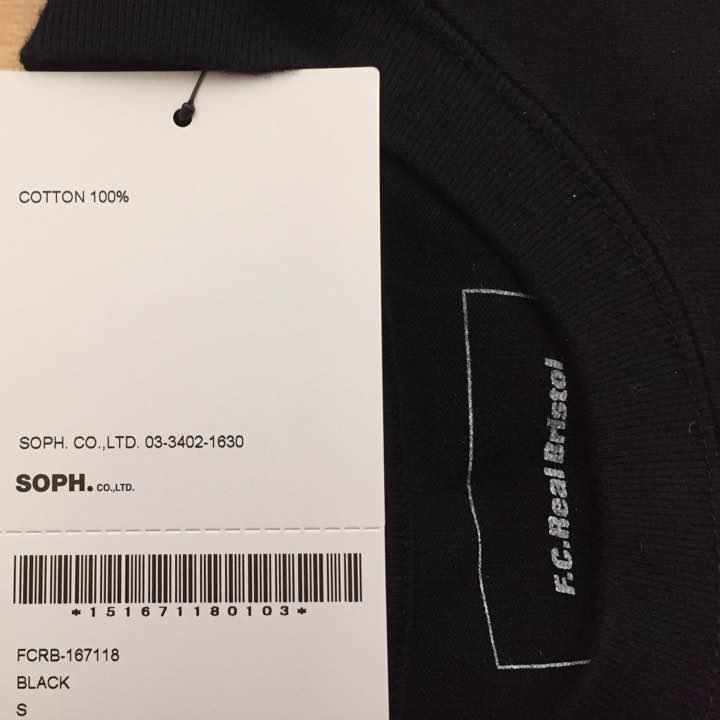 COTTON 100%
SOPH. CO.,LTD. 03-3402-1630
SOPH. CO.,LTD.
*151671180103*
FCRB-167118
BLACK
S
F.C.Real Bristol